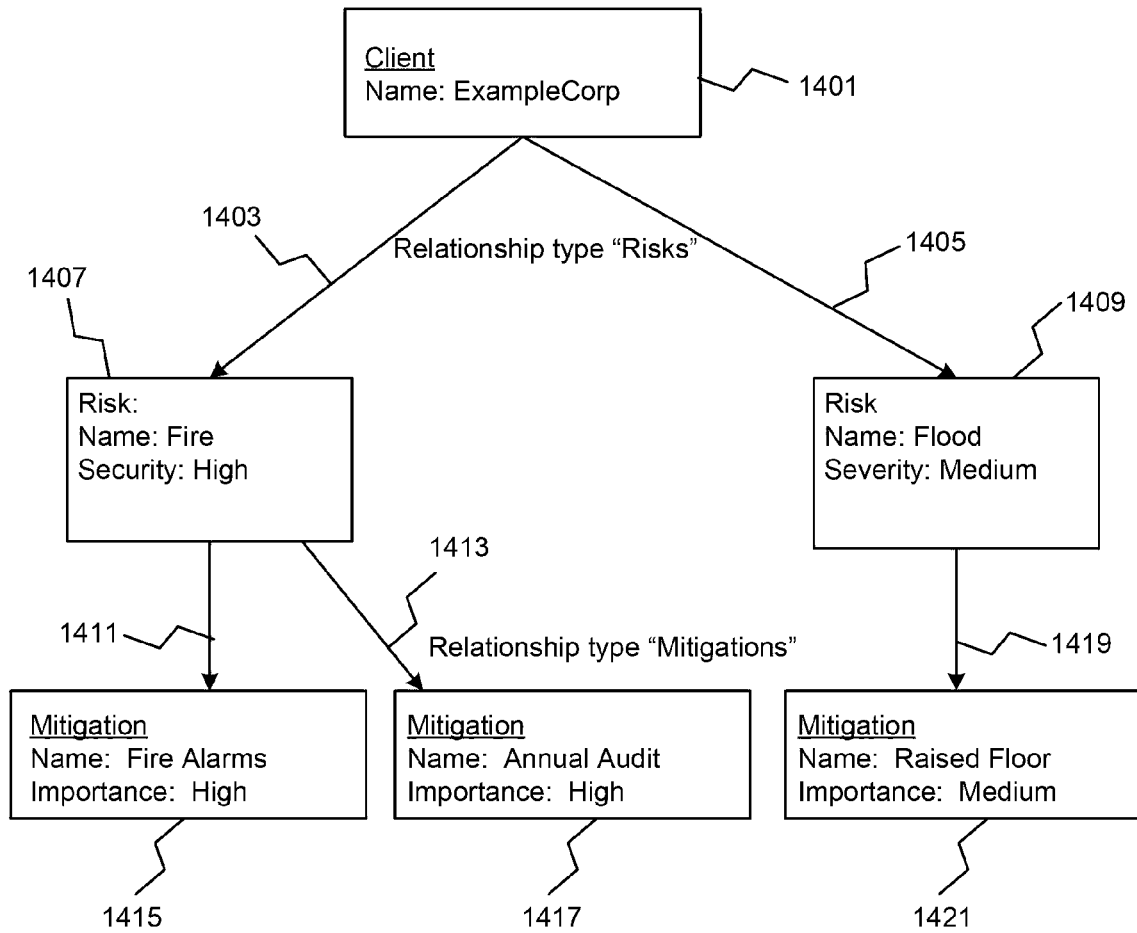 Client
Name: ExampleCorp
1401
1403
Relationship type “Risks”
1405
1407
1409
Risk:
Name: Fire
Security: High
Risk
Name: Flood
Severity: Medium
1413
1411
Relationship type “Mitigations”
1419
Mitigation
Name: Fire Alarms
Importance: High
Mitigation
Name: Annual Audit
Importance: High
Mitigation
Name: Raised Floor
Importance: Medium
1415
1417
1421